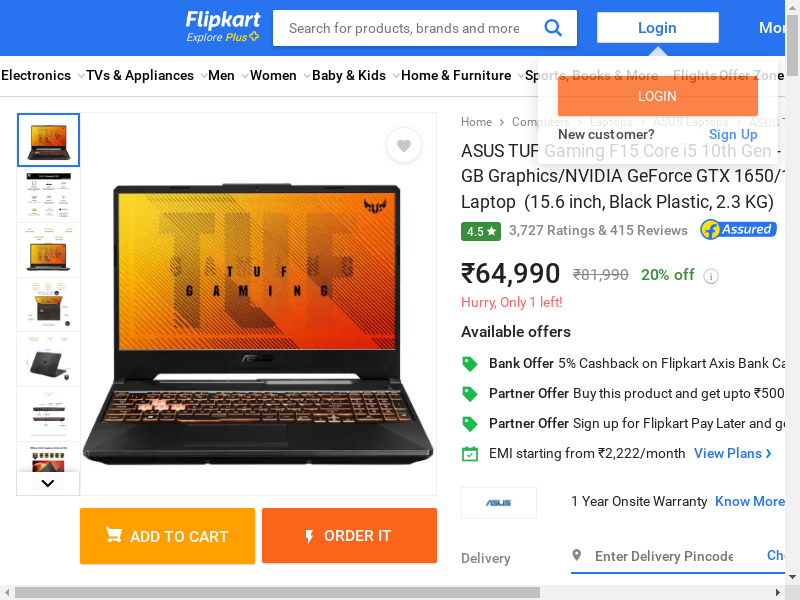 Flipkart
Explore Plus
Search for products, brands and more
Login
Electronics
TVs & Appliances
Men
Women
Baby & Kids
Home & Furniture
Sports, Books & More
Flights
Offer Zone
LOGIN
New customer?
Sign Up
Home
Computers
Laptops
ASUS Laptops
ASUS TUF Gaming F15 Core i5 10th Gen -
GB Graphics/NVIDIA GeForce GTX 1650/
Laptop (15.6 inch, Black Plastic, 2.3 KG)
4.5
3,727 Ratings & 415 Reviews
Assured
₹64,990
₹81,990
20% off
Hurry, Only 1 left!
Available offers
Bank Offer 5% Cashback on Flipkart Axis Bank
Partner Offer Buy this product and get upto ₹500
Partner Offer Sign up for Flipkart Pay Later and
EMI starting from ₹2,222/month
View Plans
ASUS
1 Year Onsite Warranty
Know More
Delivery
Enter Delivery Pincode
TUF
GAMING
TUF
GAMING
ASUS
ADD TO CART
ORDER IT